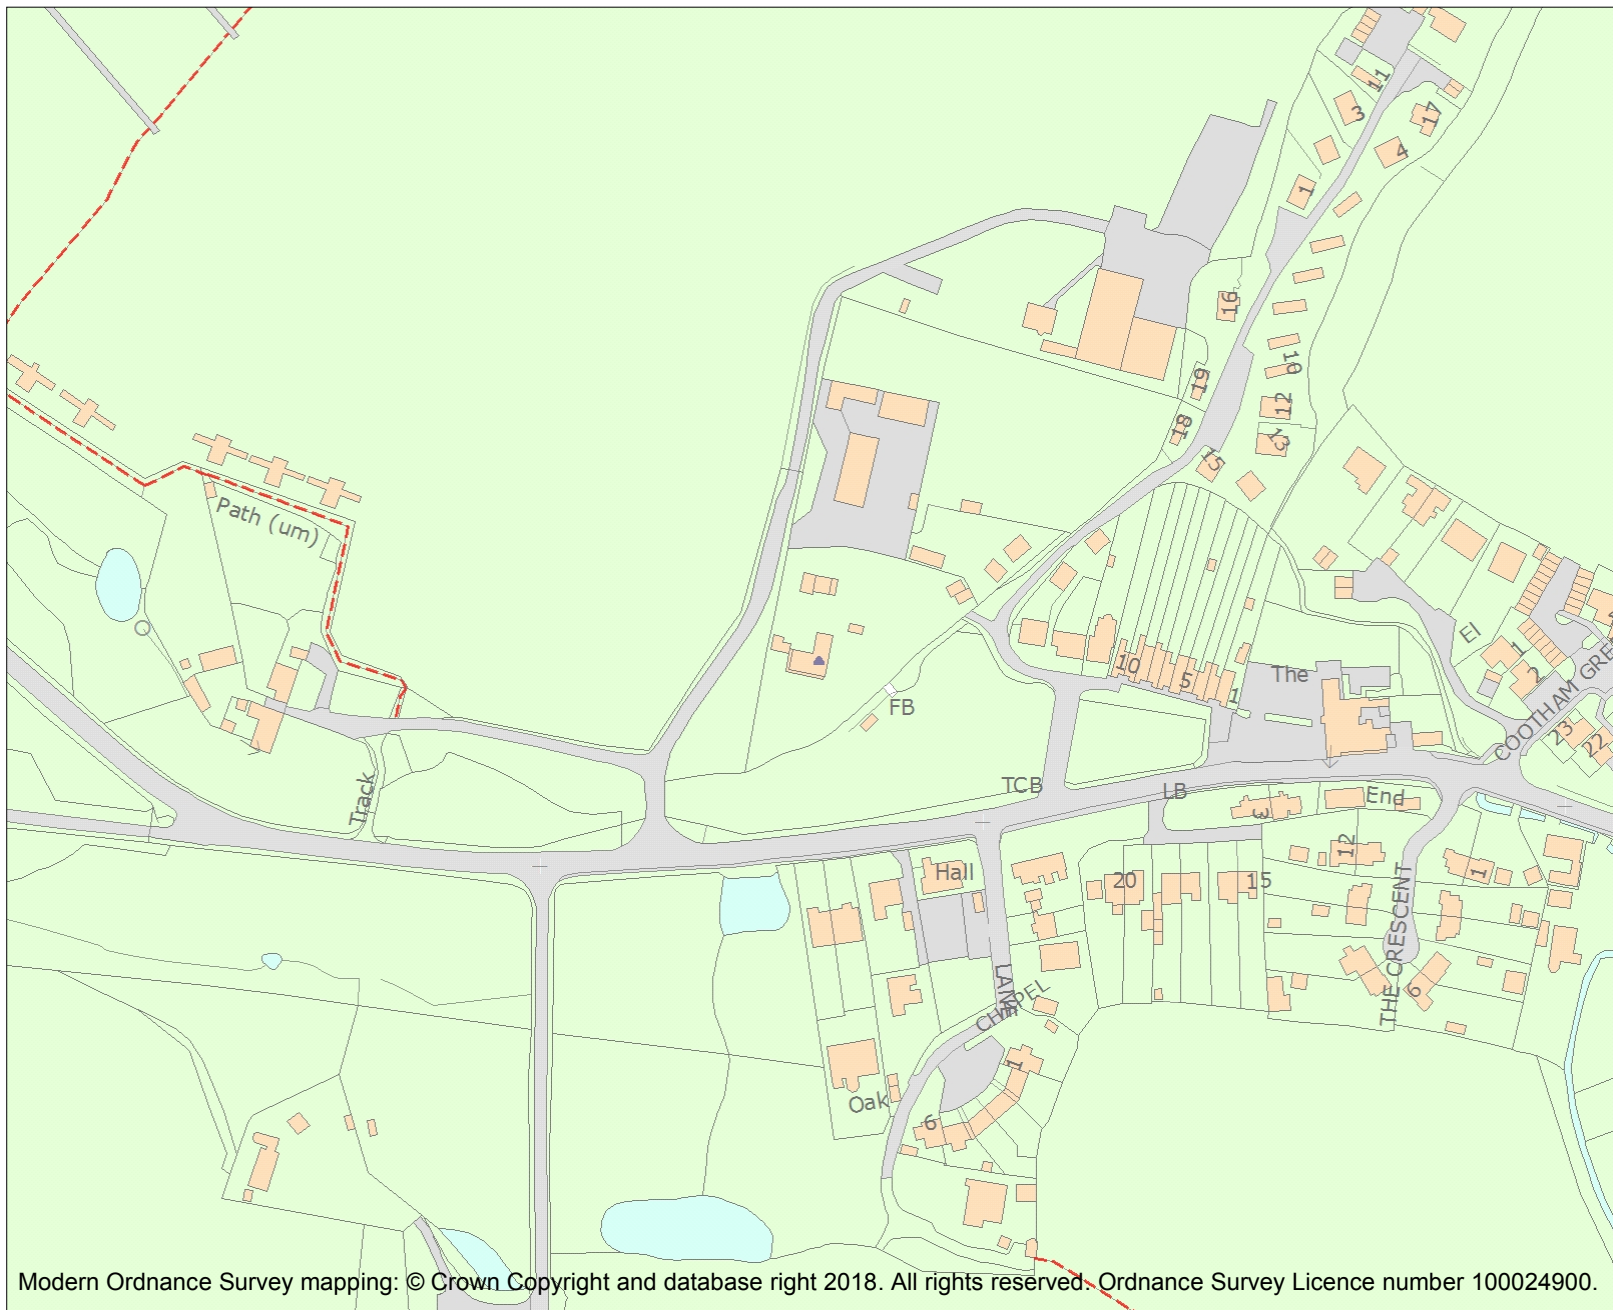 11
3
17
4
1
16
19
10
18
12
13
15
Path (um)
El
1
10
5
The
1
2
COOTHAM GRE
FB
23
22
Track
TCB
LB
End
3
12
Hall
20
15
1
THE CRESCENT
LANE
CHAPEL
6
1
Oak
6
Modern Ordnance Survey mapping: © Crown Copyright and database right 2018. All rights reserved. Ordnance Survey Licence number 100024900.